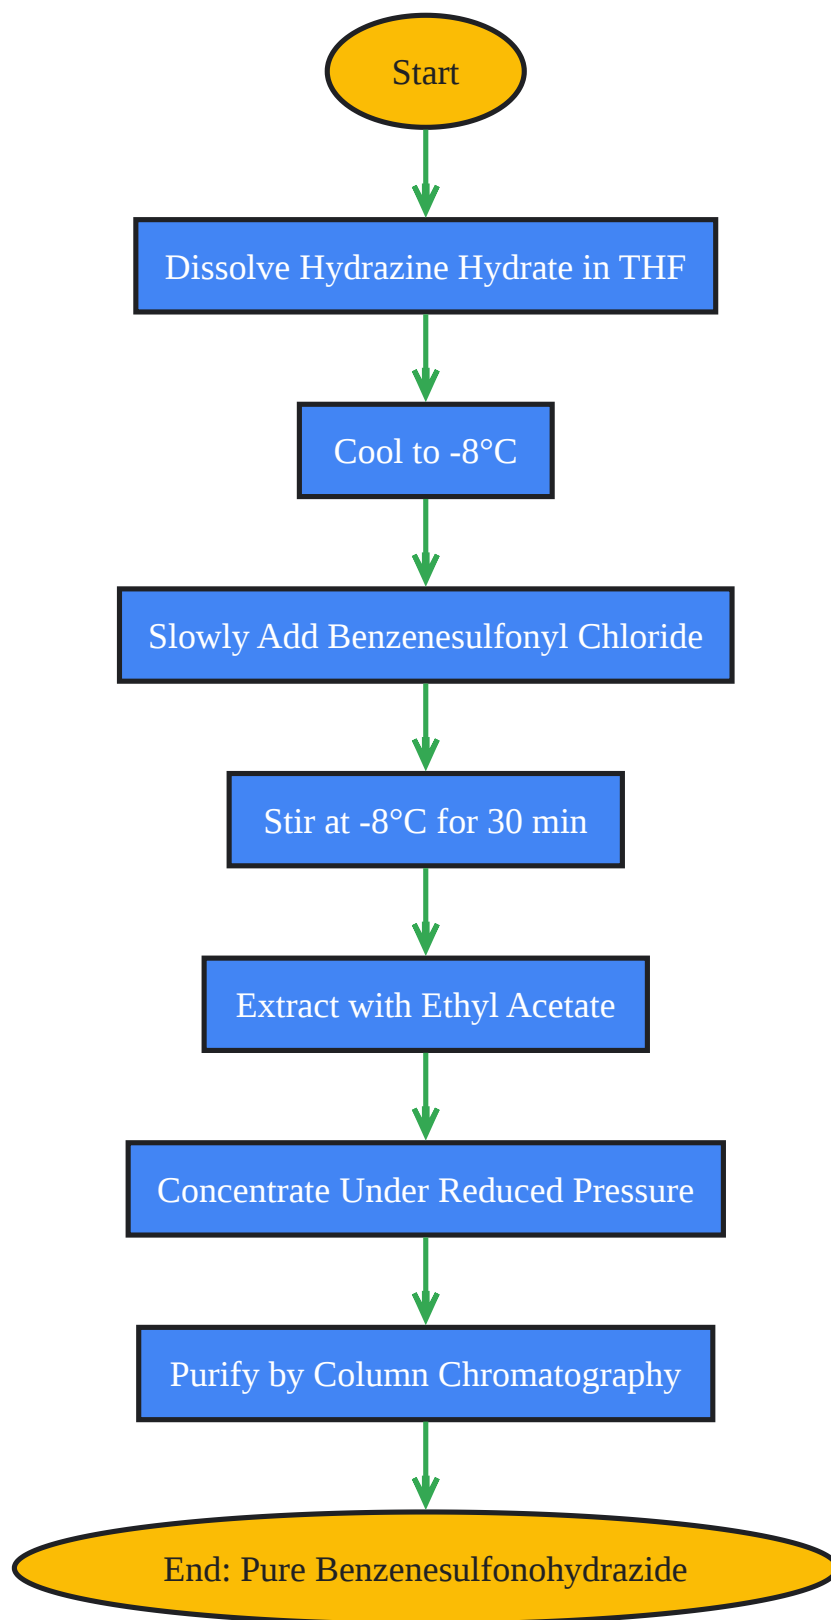 Start
Dissolve Hydrazine Hydrate in THF
Cool to -8°C
Slowly Add Benzenesulfonyl Chloride
Stir at -8°C for 30 min
Extract with Ethyl Acetate
Concentrate Under Reduced Pressure
Purify by Column Chromatography
End: Pure Benzenesulfonohydrazide